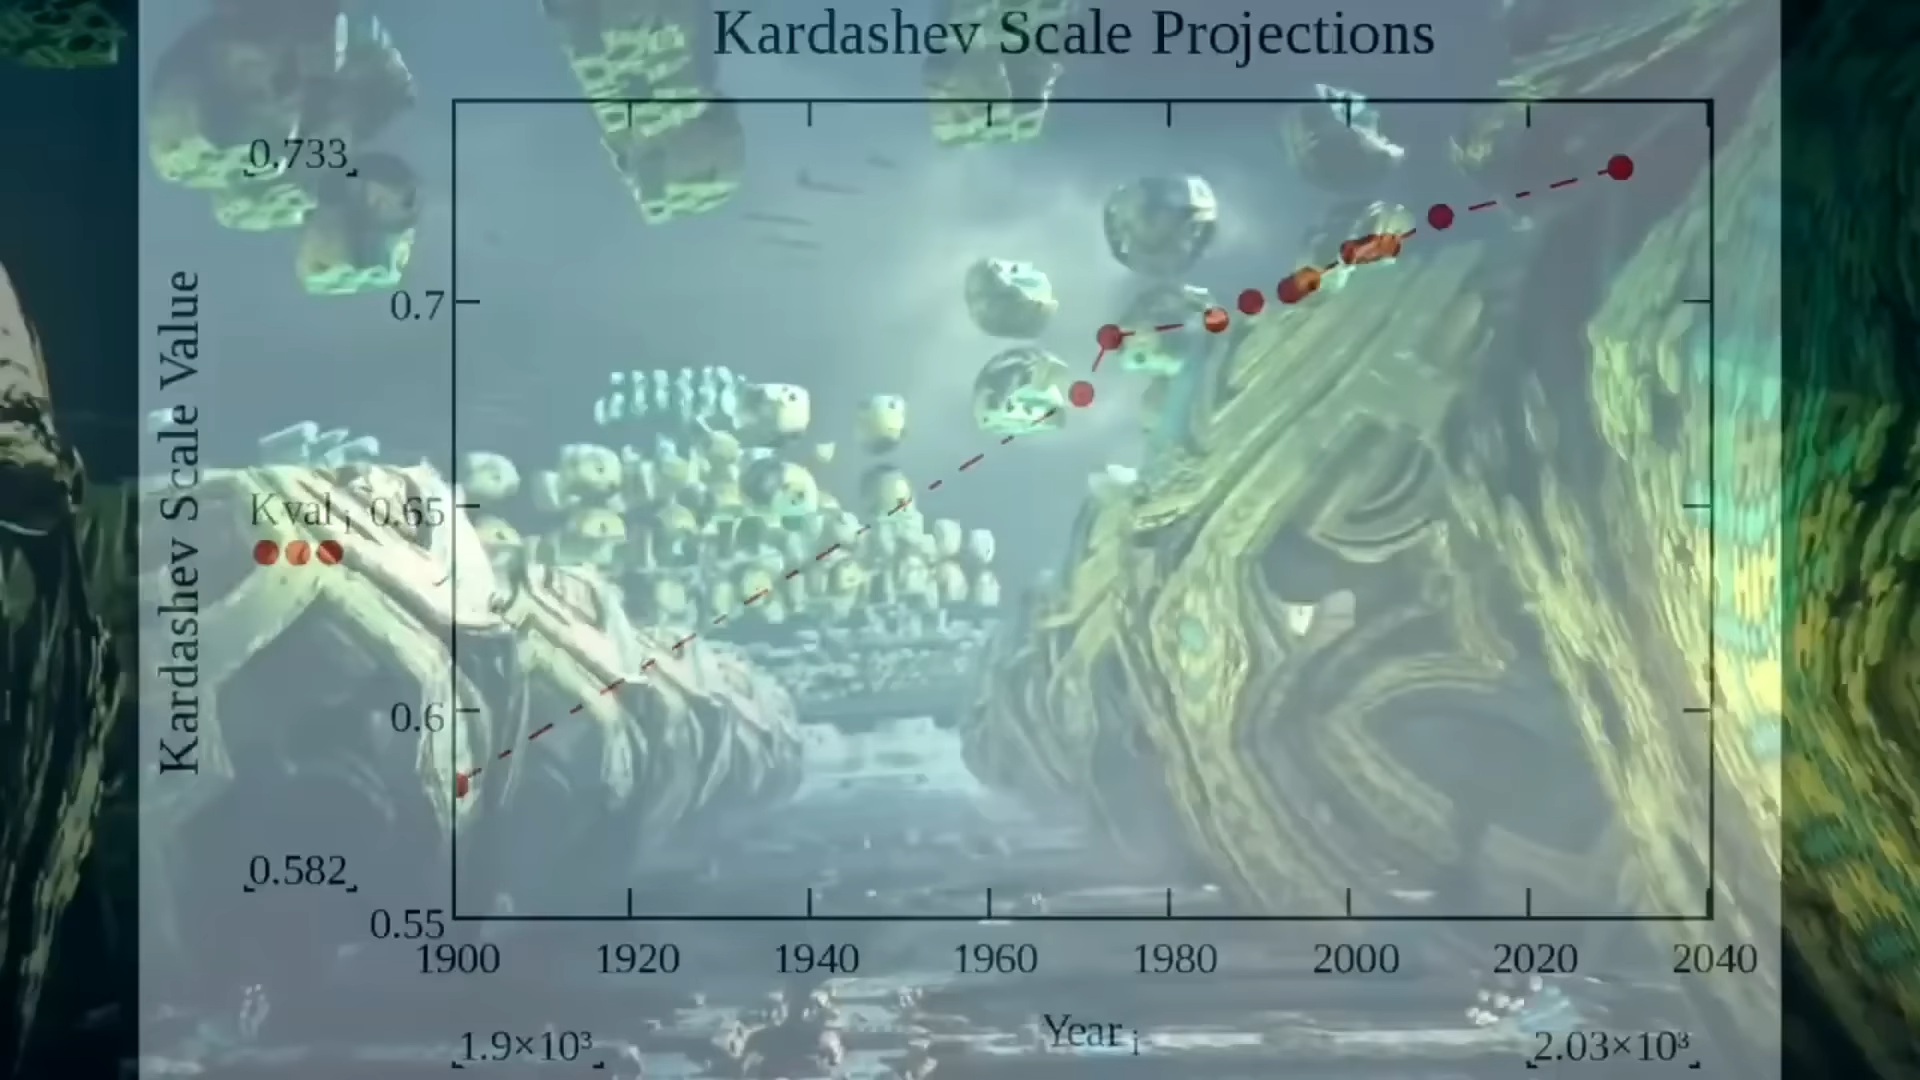 Kardashev Scale Projections
0.733
0.7
Kardashev Scale Value
Kval i
0.65
0.6
0.582
0.55
1900 1920 1940 1960 1980 2000 2020 2040
Year i
1.9×10³
2.03×10³